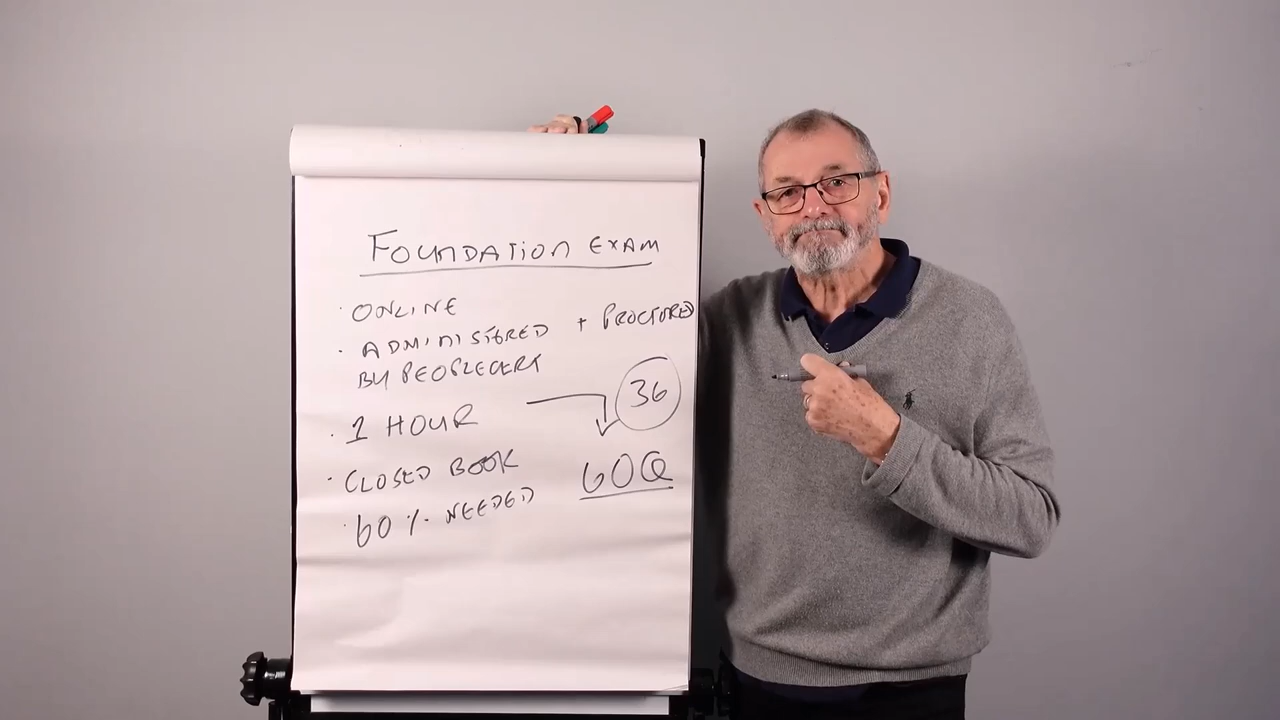 FOUNDATION EXAM
· ONLINE
· ADMINISTERED + PROCTORED
BY PEOPLECERT
· 1 HOUR
36
· CLOSED BOOK
60Q
· 60% NEEDED